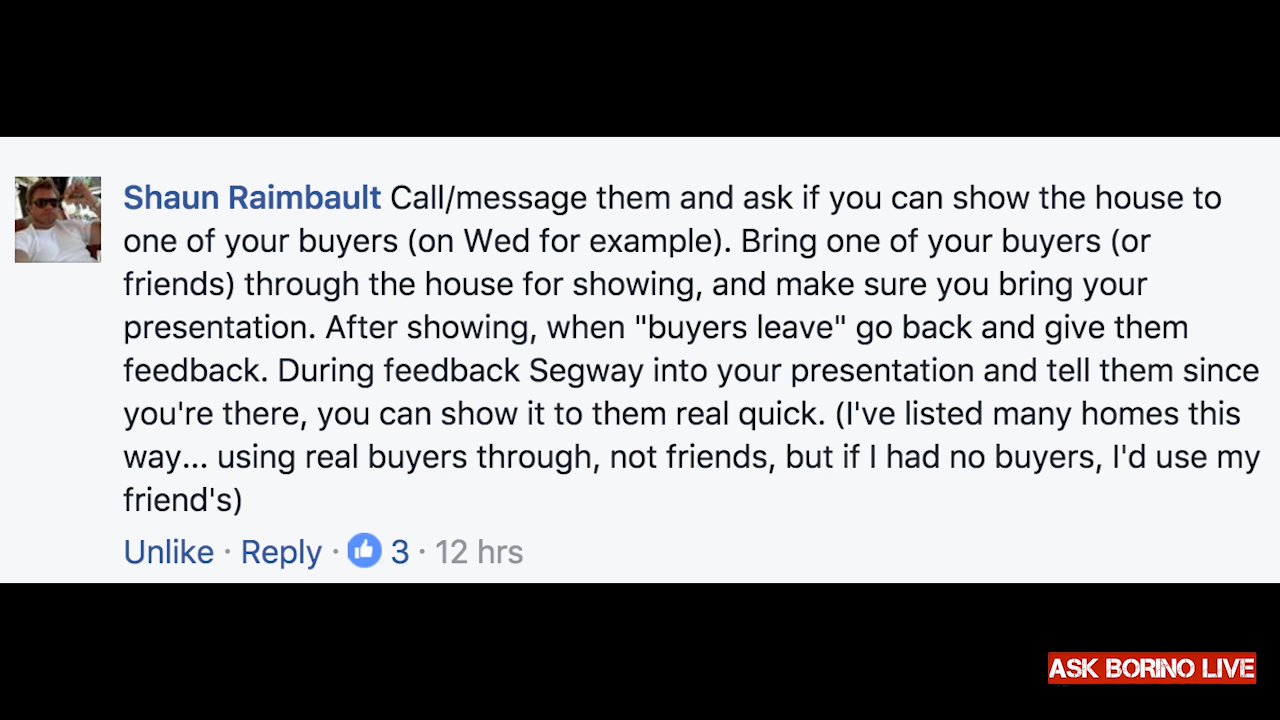 Shaun Raimbault Call/message them and ask if you can show the house to
one of your buyers (on Wed for example). Bring one of your buyers (or
friends) through the house for showing, and make sure you bring your
presentation. After showing, when "buyers leave" go back and give them
feedback. During feedback Segway into your presentation and tell them since
you're there, you can show it to them real quick. (I've listed many homes this
way... using real buyers through, not friends, but if I had no buyers, I'd use my
friend's)
Unlike · Reply · 3 · 12 hrs
ASK BORINO LIVE